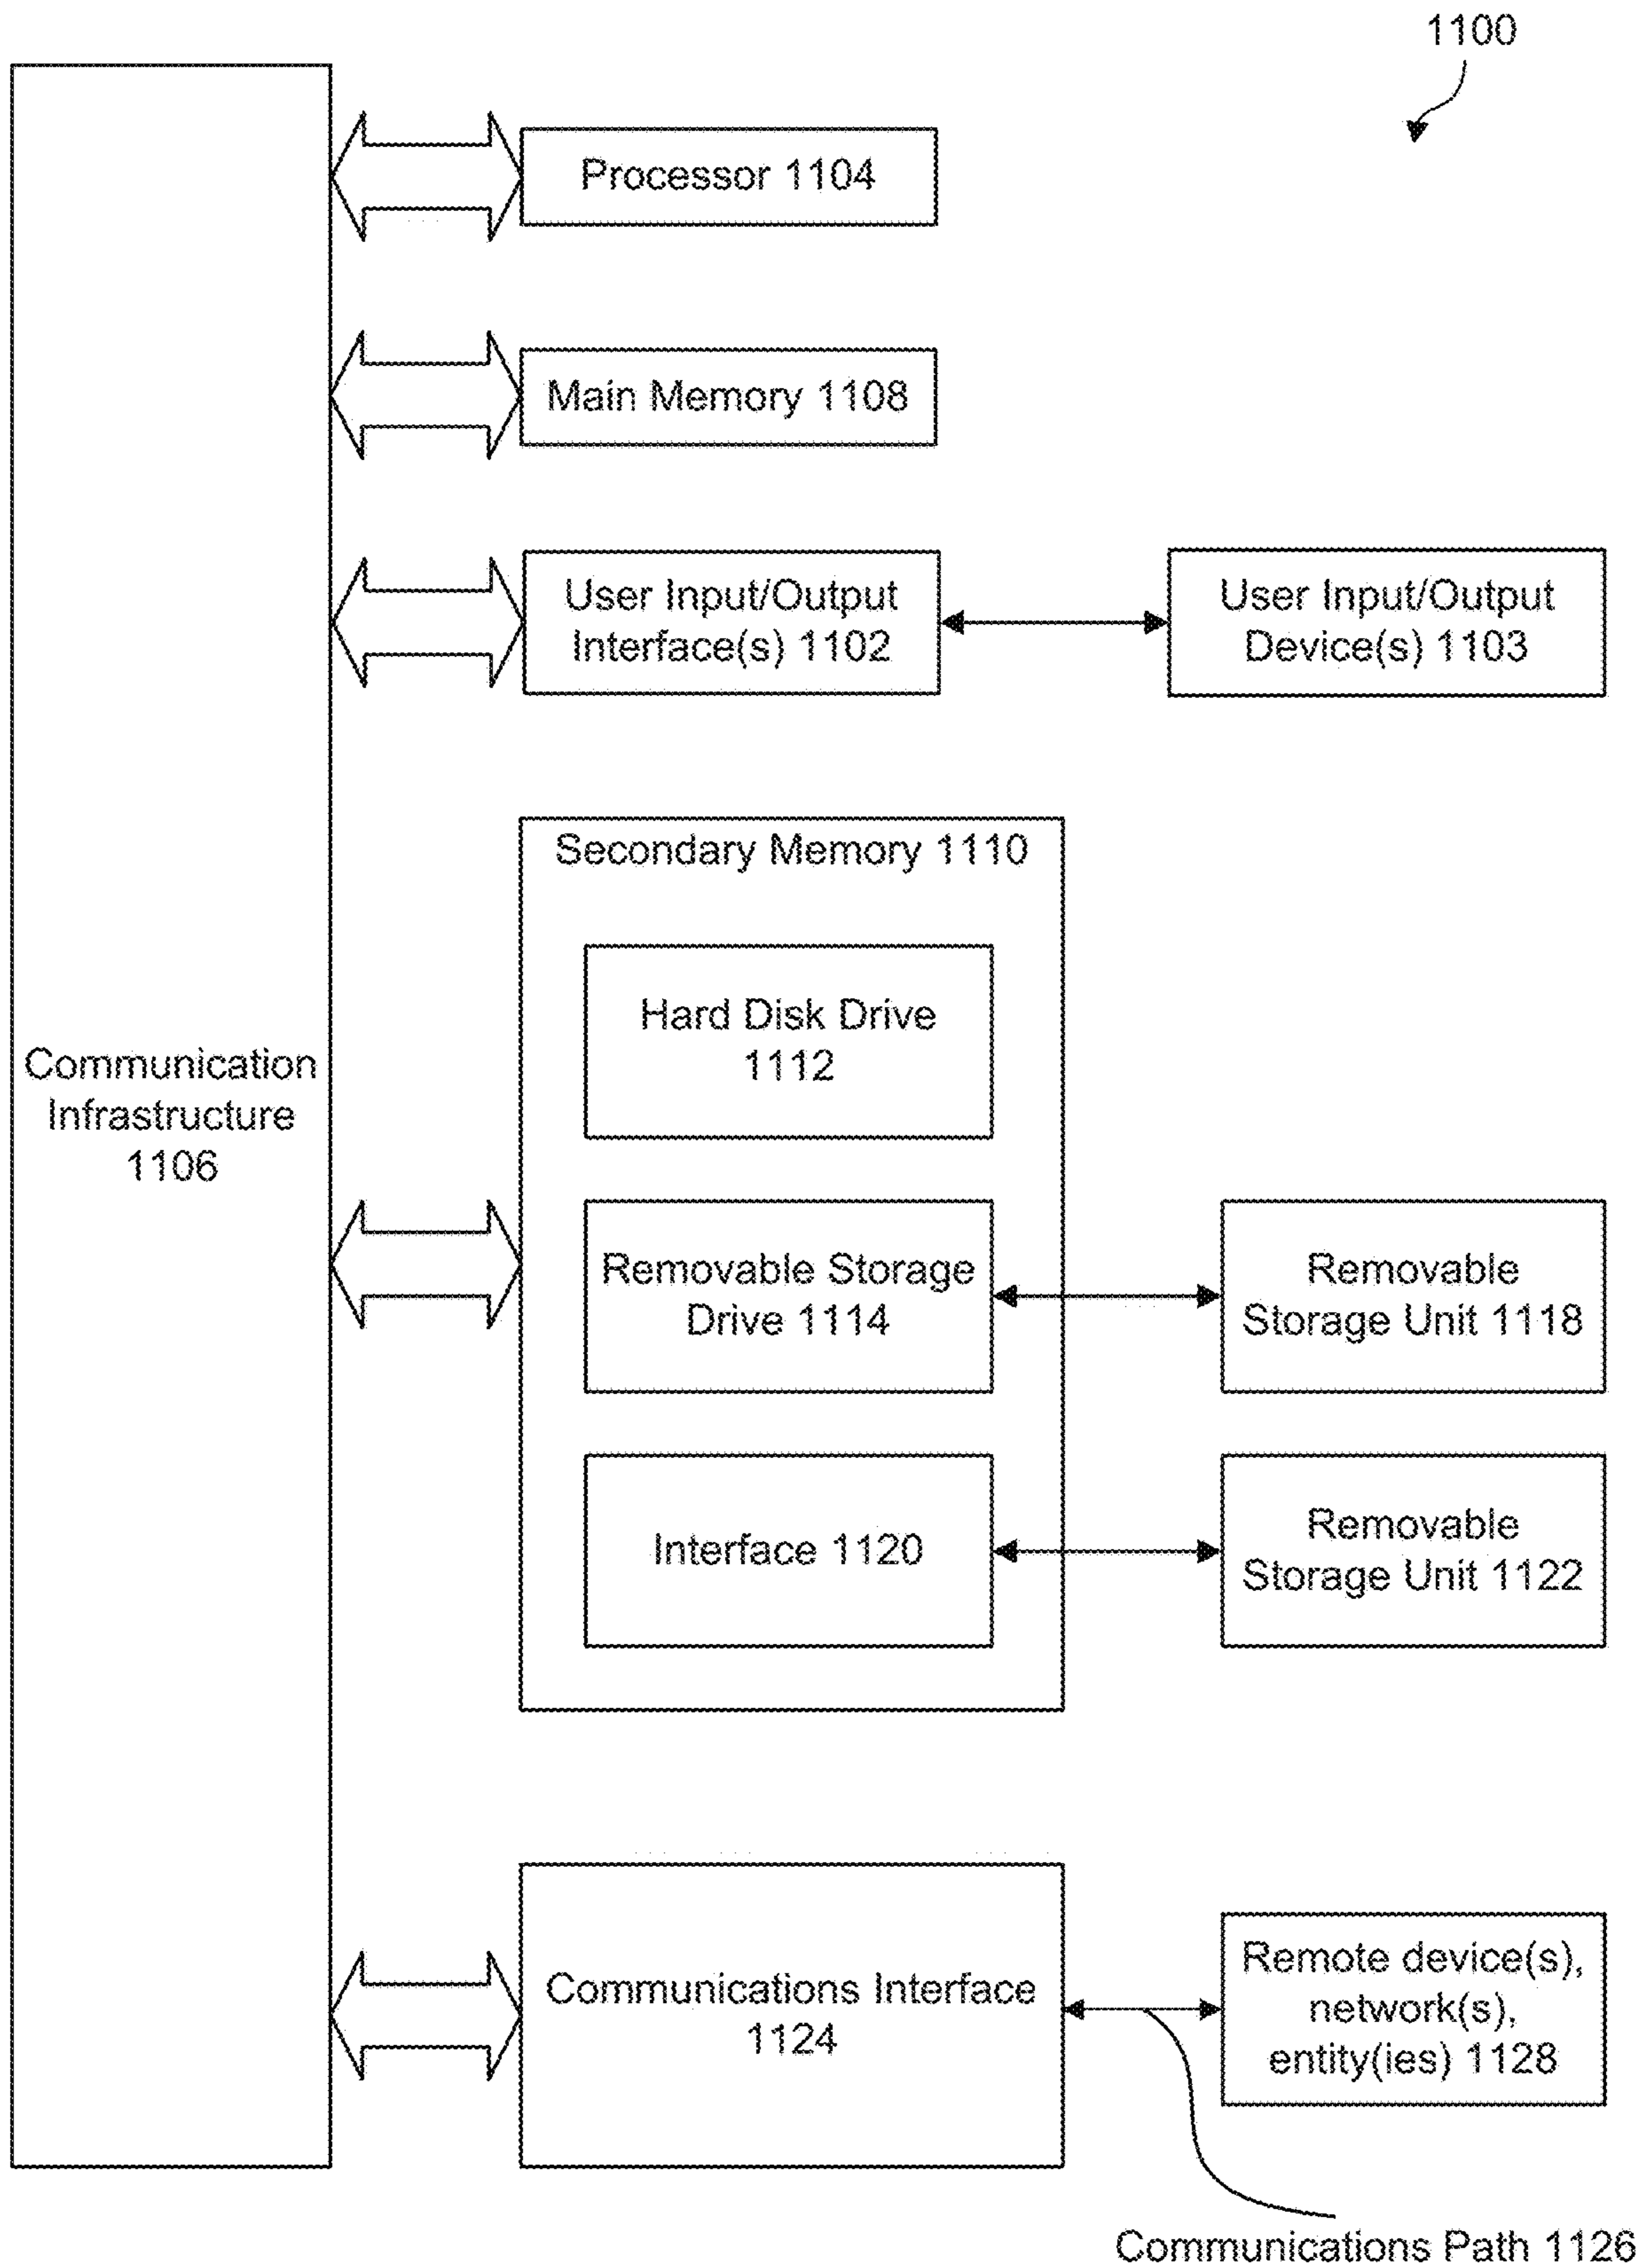 1100
Processor 1104
Main Memory 1108
User Input/Output
Interface(s) 1102
User Input/Output
Device(s) 1103
Secondary Memory 1110
Hard Disk Drive
1112
Communication
Infrastructure
1106
Removable Storage
Drive 1114
Removable
Storage Unit 1118
Interface 1120
Removable
Storage Unit 1122
Communications Interface
1124
Remote device(s),
network(s),
entity(ies) 1128
Communications Path 1126